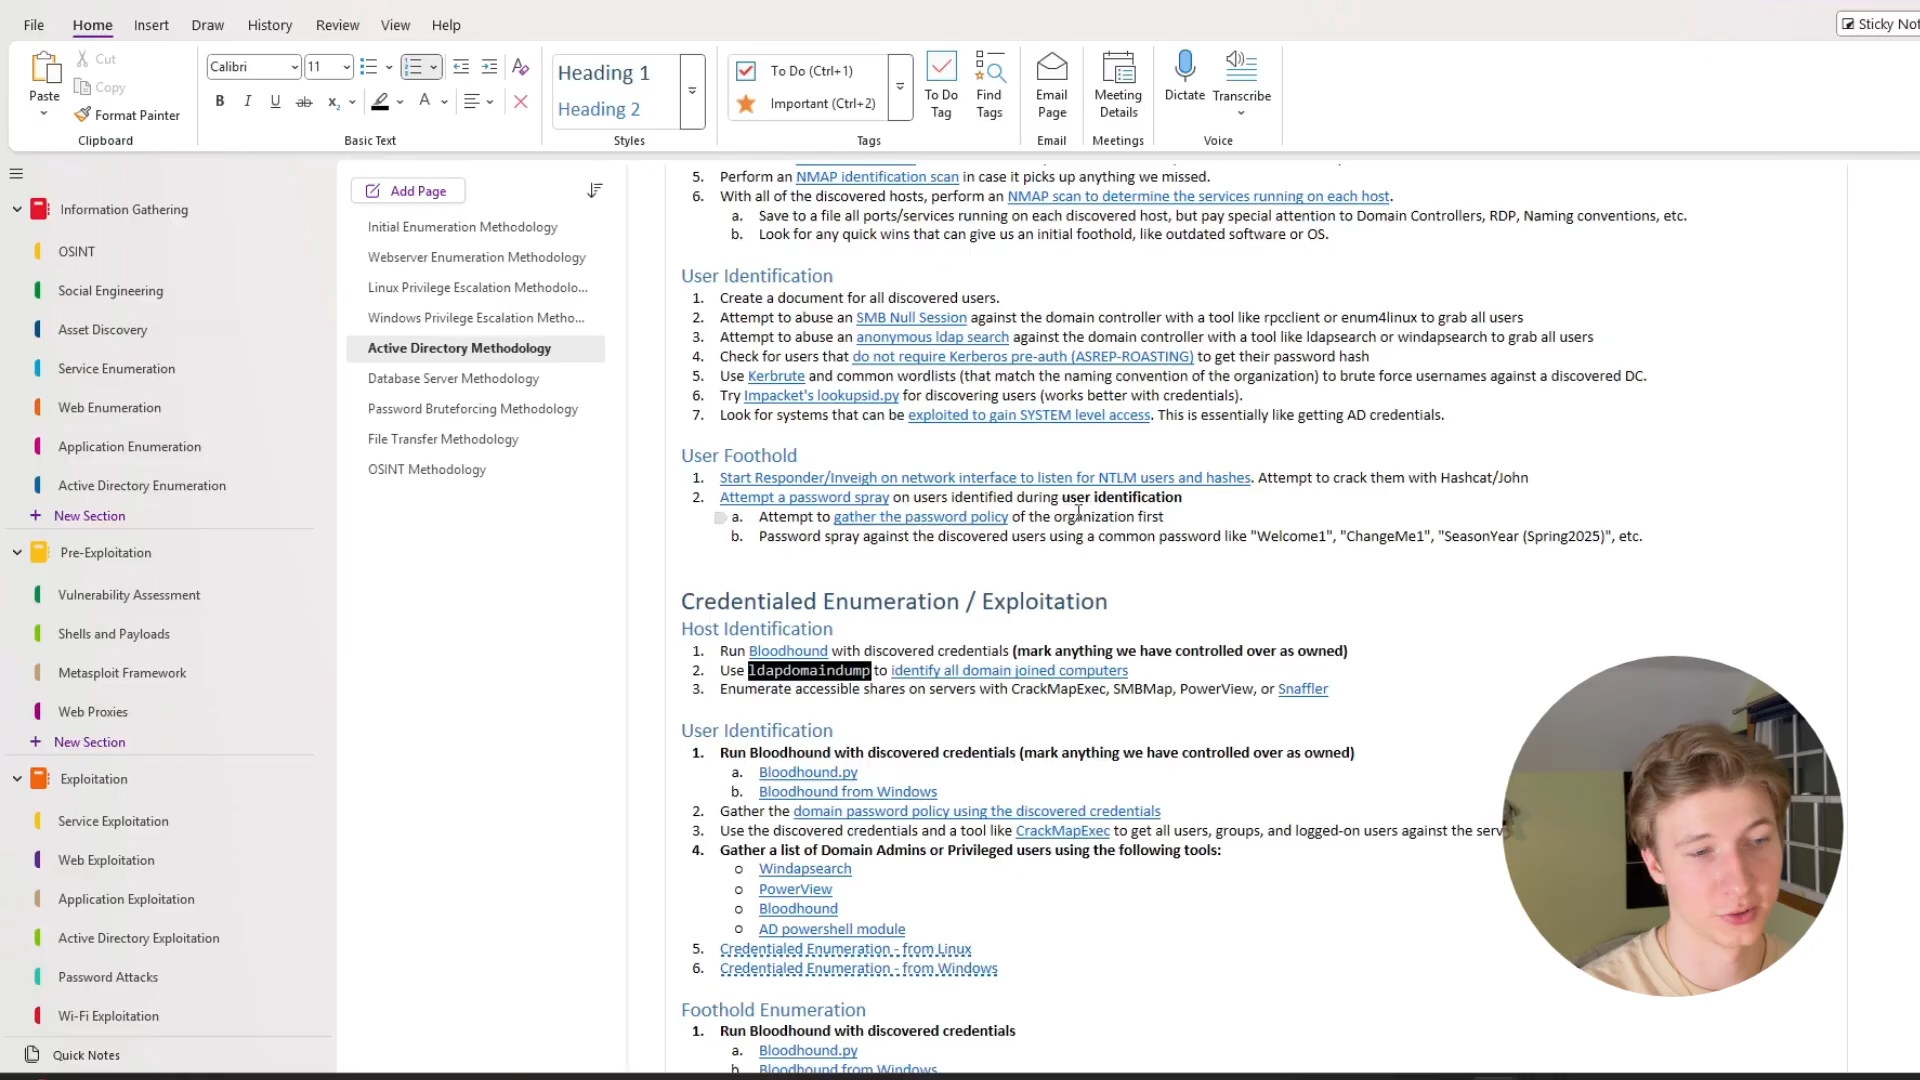 File Home Insert Draw History Review View Help
Sticky Not
Paste
Cut
Copy
Format Painter
Clipboard
Calibri 11
B I U ab x
A
Basic Text
Heading 1
Heading 2
Styles
To Do (Ctrl+1)
Important (Ctrl+2)
To Do Tag
Find Tags
Tags
Email Page
Email
Meeting Details
Meetings
Dictate
Transcribe
Voice
Information Gathering
OSINT
Social Engineering
Asset Discovery
Service Enumeration
Web Enumeration
Application Enumeration
Active Directory Enumeration
+ New Section
Pre-Exploitation
Vulnerability Assessment
Shells and Payloads
Metasploit Framework
Web Proxies
+ New Section
Exploitation
Service Exploitation
Web Exploitation
Application Exploitation
Active Directory Exploitation
Password Attacks
Wi-Fi Exploitation
Quick Notes
Add Page
Initial Enumeration Methodology
Webserver Enumeration Methodology
Linux Privilege Escalation Methodolo...
Windows Privilege Escalation Metho...
Active Directory Methodology
Database Server Methodology
Password Bruteforcing Methodology
File Transfer Methodology
OSINT Methodology
5. Perform an NMAP identification scan in case it picks up anything we missed.
6. With all of the discovered hosts, perform an NMAP scan to determine the services running on each host.
a. Save to a file all ports/services running on each discovered host, but pay special attention to Domain Controllers, RDP, Naming conventions, etc.
b. Look for any quick wins that can give us an initial foothold, like outdated software or OS.
User Identification
1. Create a document for all discovered users.
2. Attempt to abuse an SMB Null Session against the domain controller with a tool like rpcclient or enum4linux to grab all users
3. Attempt to abuse an anonymous ldap search against the domain controller with a tool like ldapsearch or windapsearch to grab all users
4. Check for users that do not require Kerberos pre-auth (ASREP-ROASTING) to get their password hash
5. Use Kerbrute and common wordlists (that match the naming convention of the organization) to brute force usernames against a discovered DC.
6. Try Impacket's lookupsid.py for discovering users (works better with credentials).
7. Look for systems that can be exploited to gain SYSTEM level access. This is essentially like getting AD credentials.
User Foothold
1. Start Responder/Inveigh on network interface to listen for NTLM users and hashes. Attempt to crack them with Hashcat/John
2. Attempt a password spray on users identified during user identification
a. Attempt to gather the password policy of the organization first
b. Password spray against the discovered users using a common password like "Welcome1", "ChangeMe1", "SeasonYear (Spring2025)", etc.
Credentialed Enumeration / Exploitation
Host Identification
1. Run Bloodhound with discovered credentials (mark anything we have controlled over as owned)
2. Use ldapdomaindump to identify all domain joined computers
3. Enumerate accessible shares on servers with CrackMapExec, SMBMap, PowerView, or Snaffler
User Identification
1. Run Bloodhound with discovered credentials (mark anything we have controlled over as owned)
a. Bloodhound.py
b. Bloodhound from Windows
2. Gather the domain password policy using the discovered credentials
3. Use the discovered credentials and a tool like CrackMapExec to get all users, groups, and logged-on users against the serv
4. Gather a list of Domain Admins or Privileged users using the following tools:
o Windapsearch
o PowerView
o Bloodhound
o AD powershell module
5. Credentialed Enumeration - from Linux
6. Credentialed Enumeration - from Windows
Foothold Enumeration
1. Run Bloodhound with discovered credentials
a. Bloodhound.py
b. Bloodhound from Windows